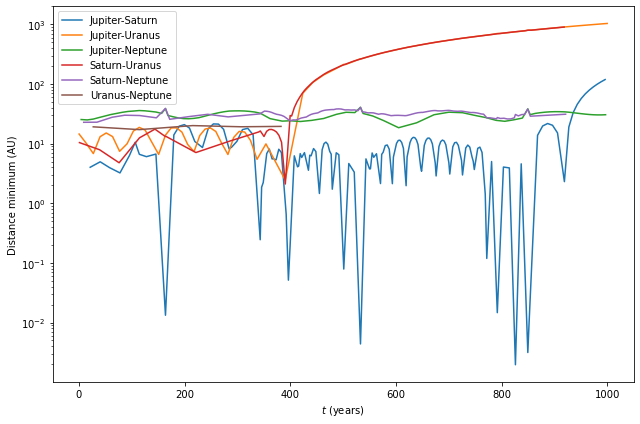 Jupiter-Saturn
Jupiter-Uranus
Jupiter-Neptune
Saturn-Uranus
Saturn-Neptune
Uranus-Neptune
Distance minimum (AU)
10³
10²
10¹
10⁰
10⁻¹
10⁻²
0 200 400 600 800 1000
t (years)